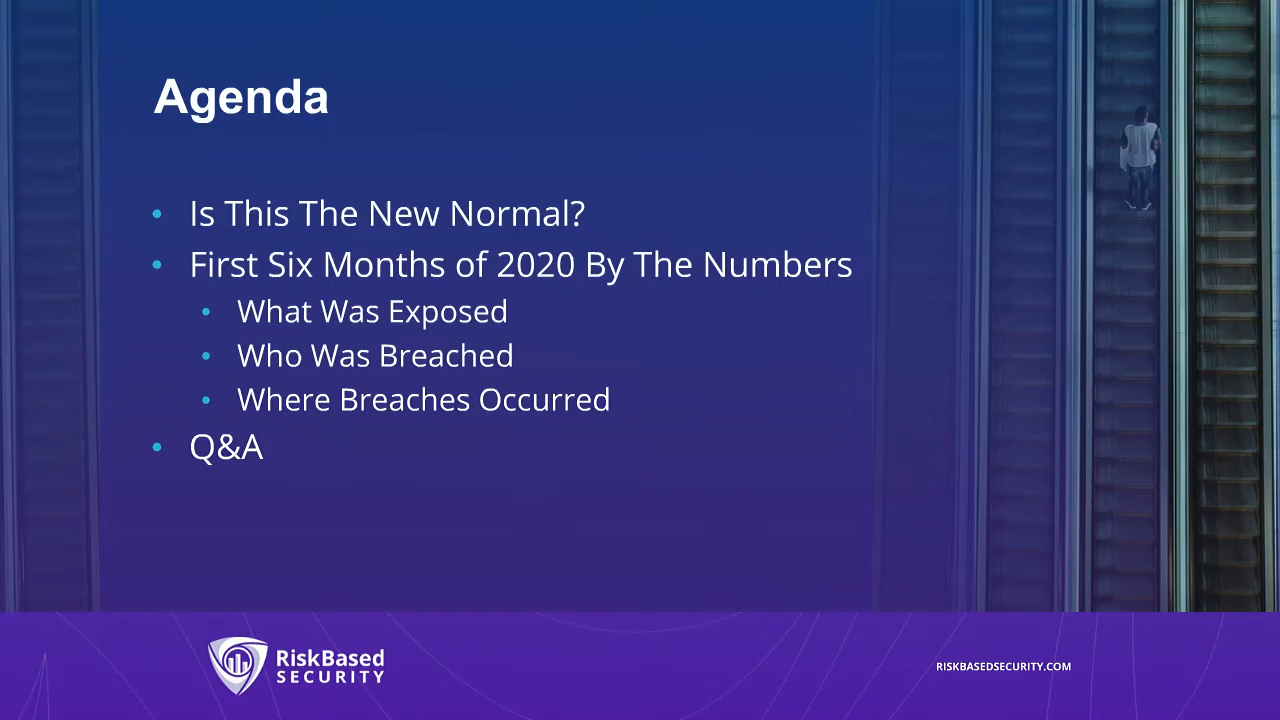 Agenda
• Is This The New Normal?
• First Six Months of 2020 By The Numbers
• What Was Exposed
• Who Was Breached
• Where Breaches Occurred
• Q&A
RiskBased
SECURITY
RISKBASEDSECURITY.COM